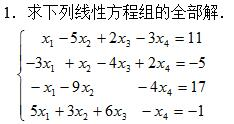 1．求下列线性方程组的全部解．
x₁ − 5x₂ + 2x₃ − 3x₄ = 11
−3x₁ + x₂ − 4x₃ + 2x₄ = −5
−x₁ − 9x₂ − 4x₄ = 17
5x₁ + 3x₂ + 6x₃ − x₄ = −1